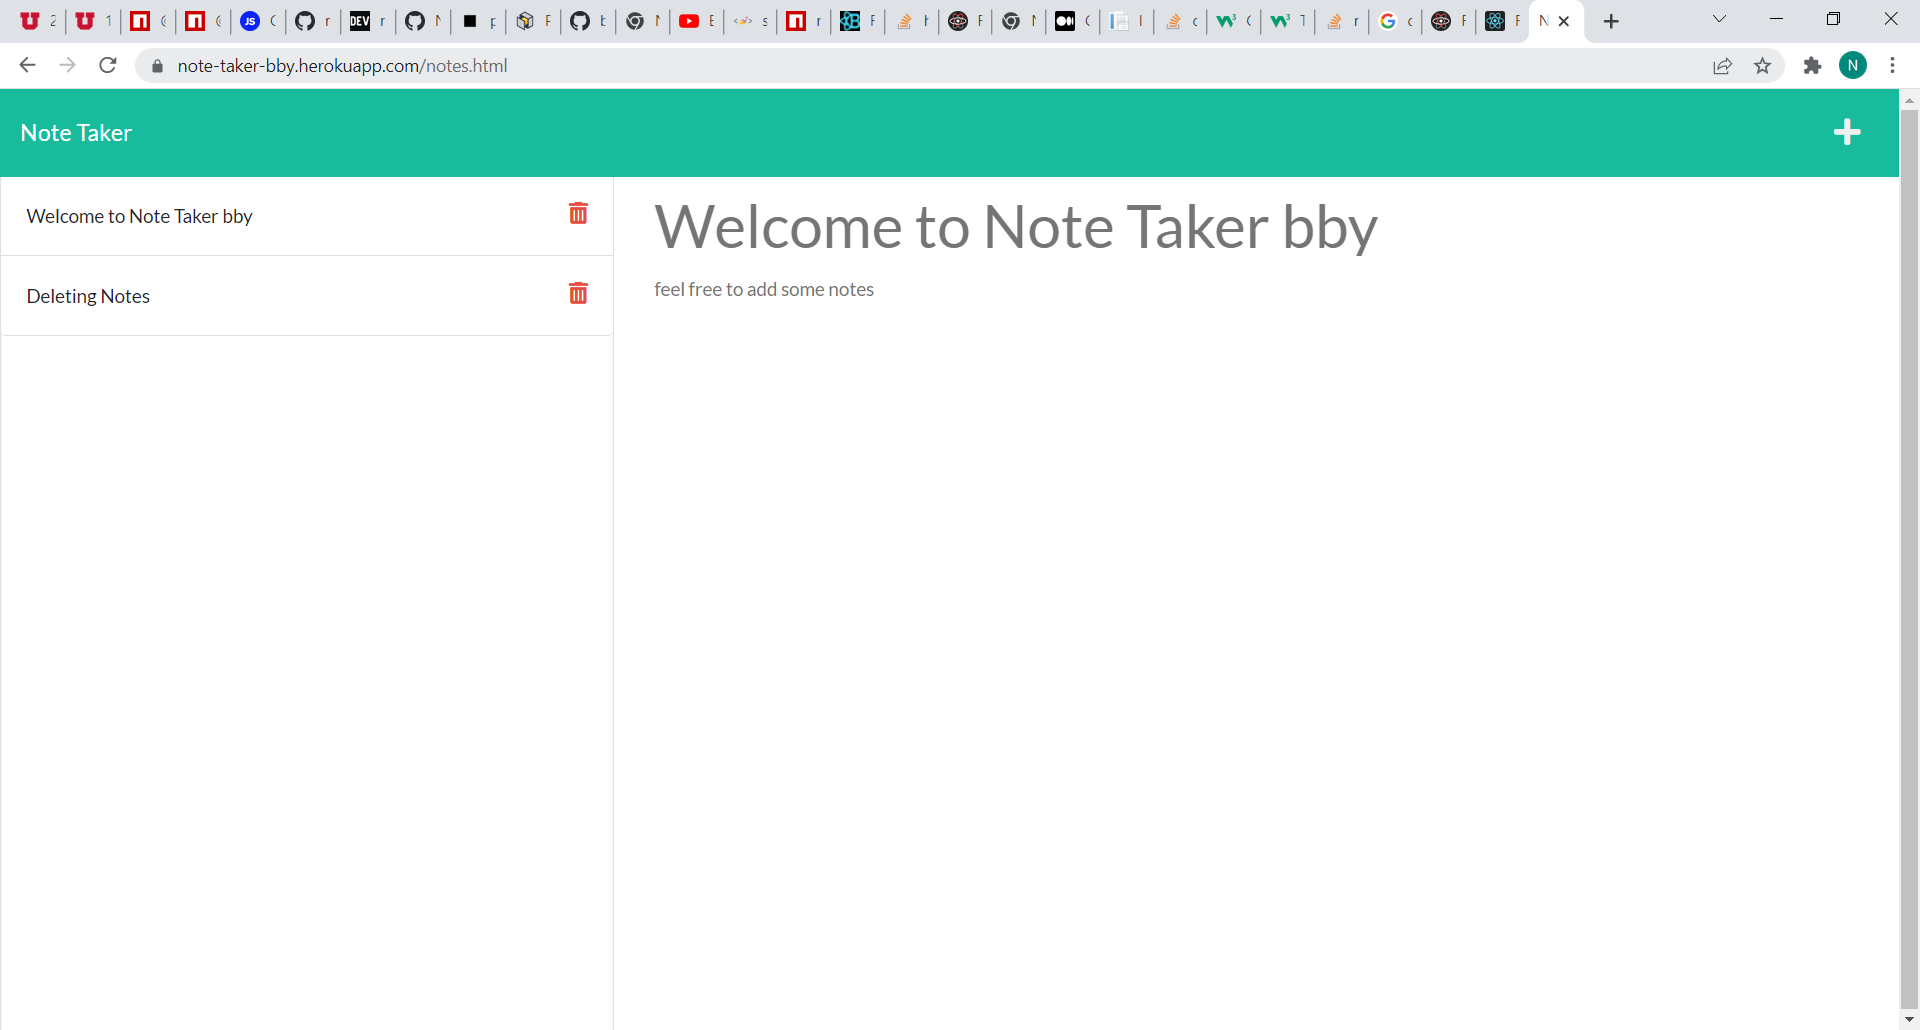 note-taker-bby.herokuapp.com/notes.html
N
Note Taker
Welcome to Note Taker bby
Deleting Notes
Welcome to Note Taker bby
feel free to add some notes